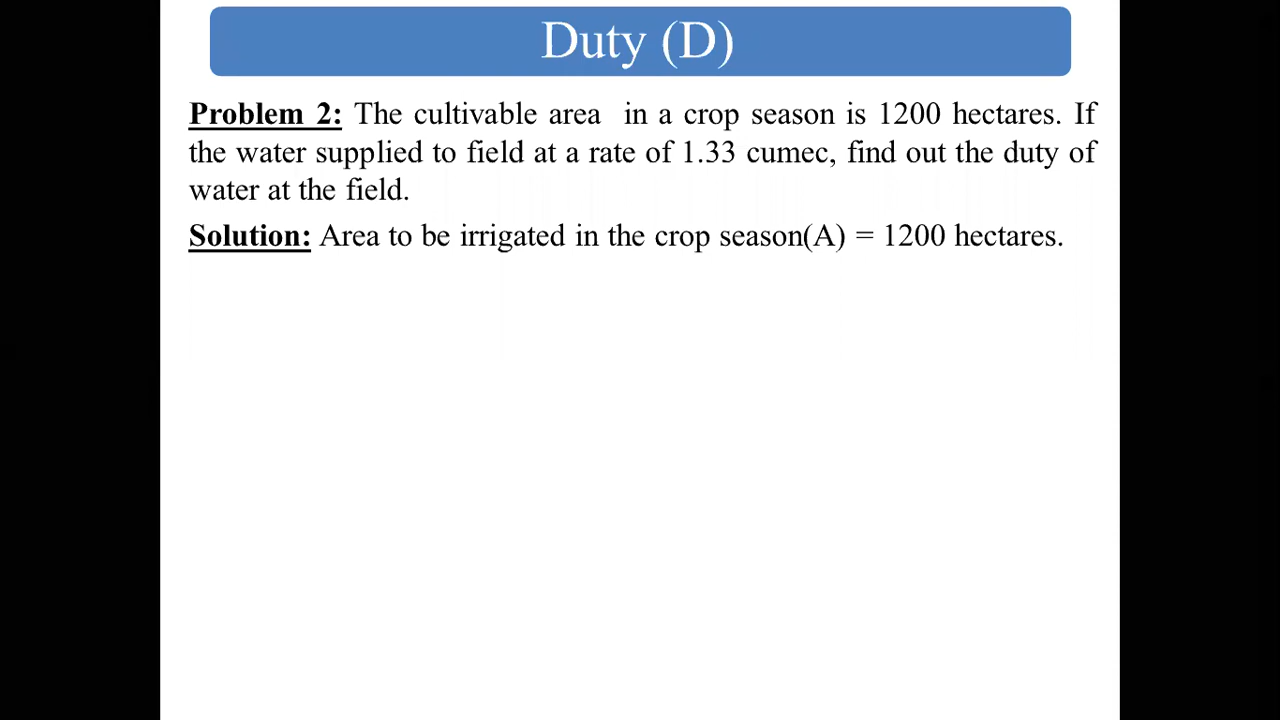 Duty (D)
Problem 2: The cultivable area in a crop season is 1200 hectares. If
the water supplied to field at a rate of 1.33 cumec, find out the duty of
water at the field.
Solution: Area to be irrigated in the crop season(A) = 1200 hectares.